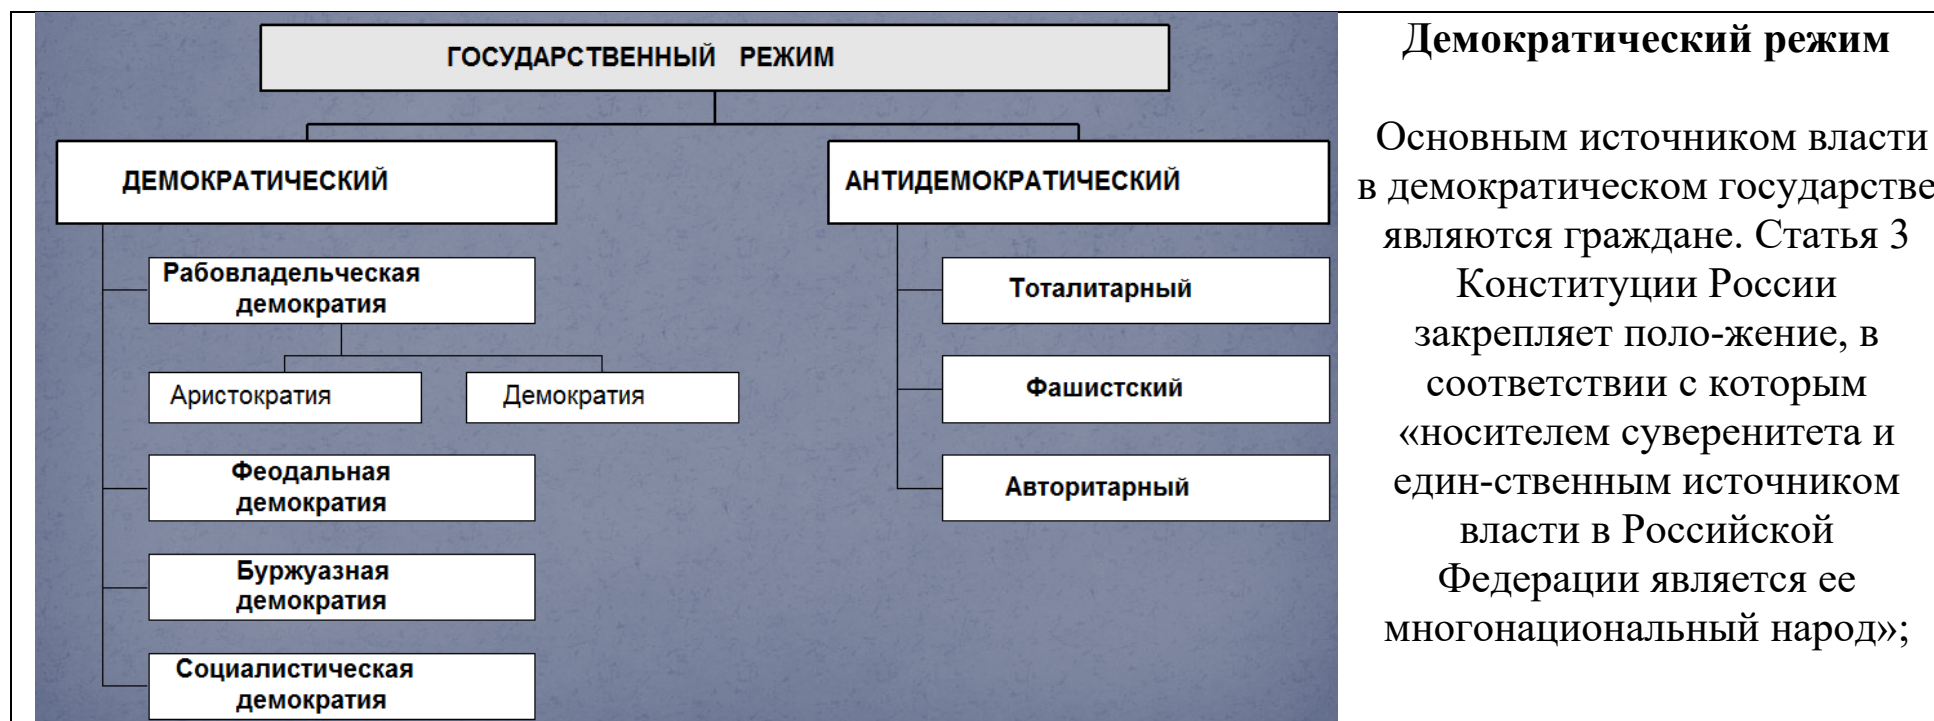 ГОСУДАРСТВЕННЫЙ РЕЖИМ
ДЕМОКРАТИЧЕСКИЙ
Рабовладельческая
демократия
Аристократия
Демократия
Феодальная
демократия
Буржуазная
демократия
Социалистическая
демократия
АНТИДЕМОКРАТИЧЕСКИЙ
Тоталитарный
Фашистский
Авторитарный
Демократический режим
Основным источником власти
в демократическом государстве
являются граждане. Статья 3
Конституции России
закрепляет поло-жение, в
соответствии с которым
«носителем суверенитета и
един-ственным источником
власти в Российской
Федерации является ее
многонациональный народ»;